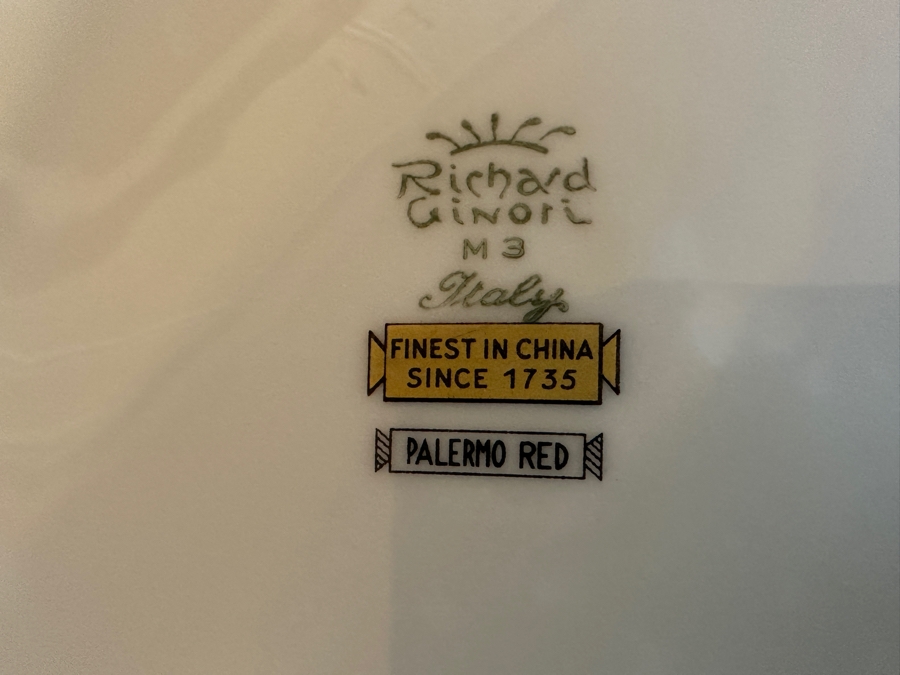 Richard
Ginori
M 3
Italy
FINEST IN CHINA
SINCE 1735
PALERMO RED